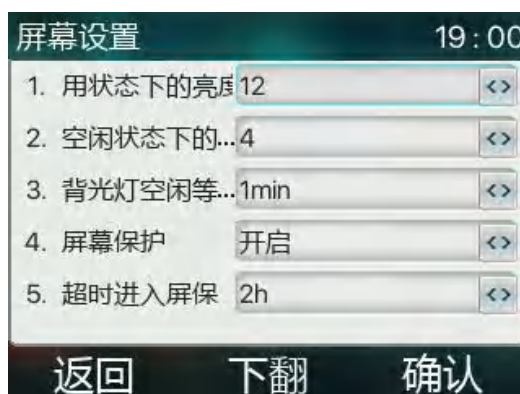 屏幕设置 19:00
1. 用状态下的亮度 12
2. 空闲状态下的... 4
3. 背光灯空闲等... 1min
4. 屏幕保护 开启
5. 超时进入屏保 2h
返回 下翻 确认